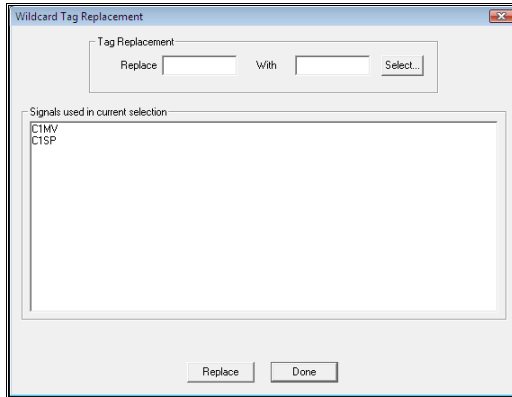 Wildcard Tag Replacement
Tag Replacement
Replace With Select...
Signals used in current selection
C1MV
C1SP
Replace Done